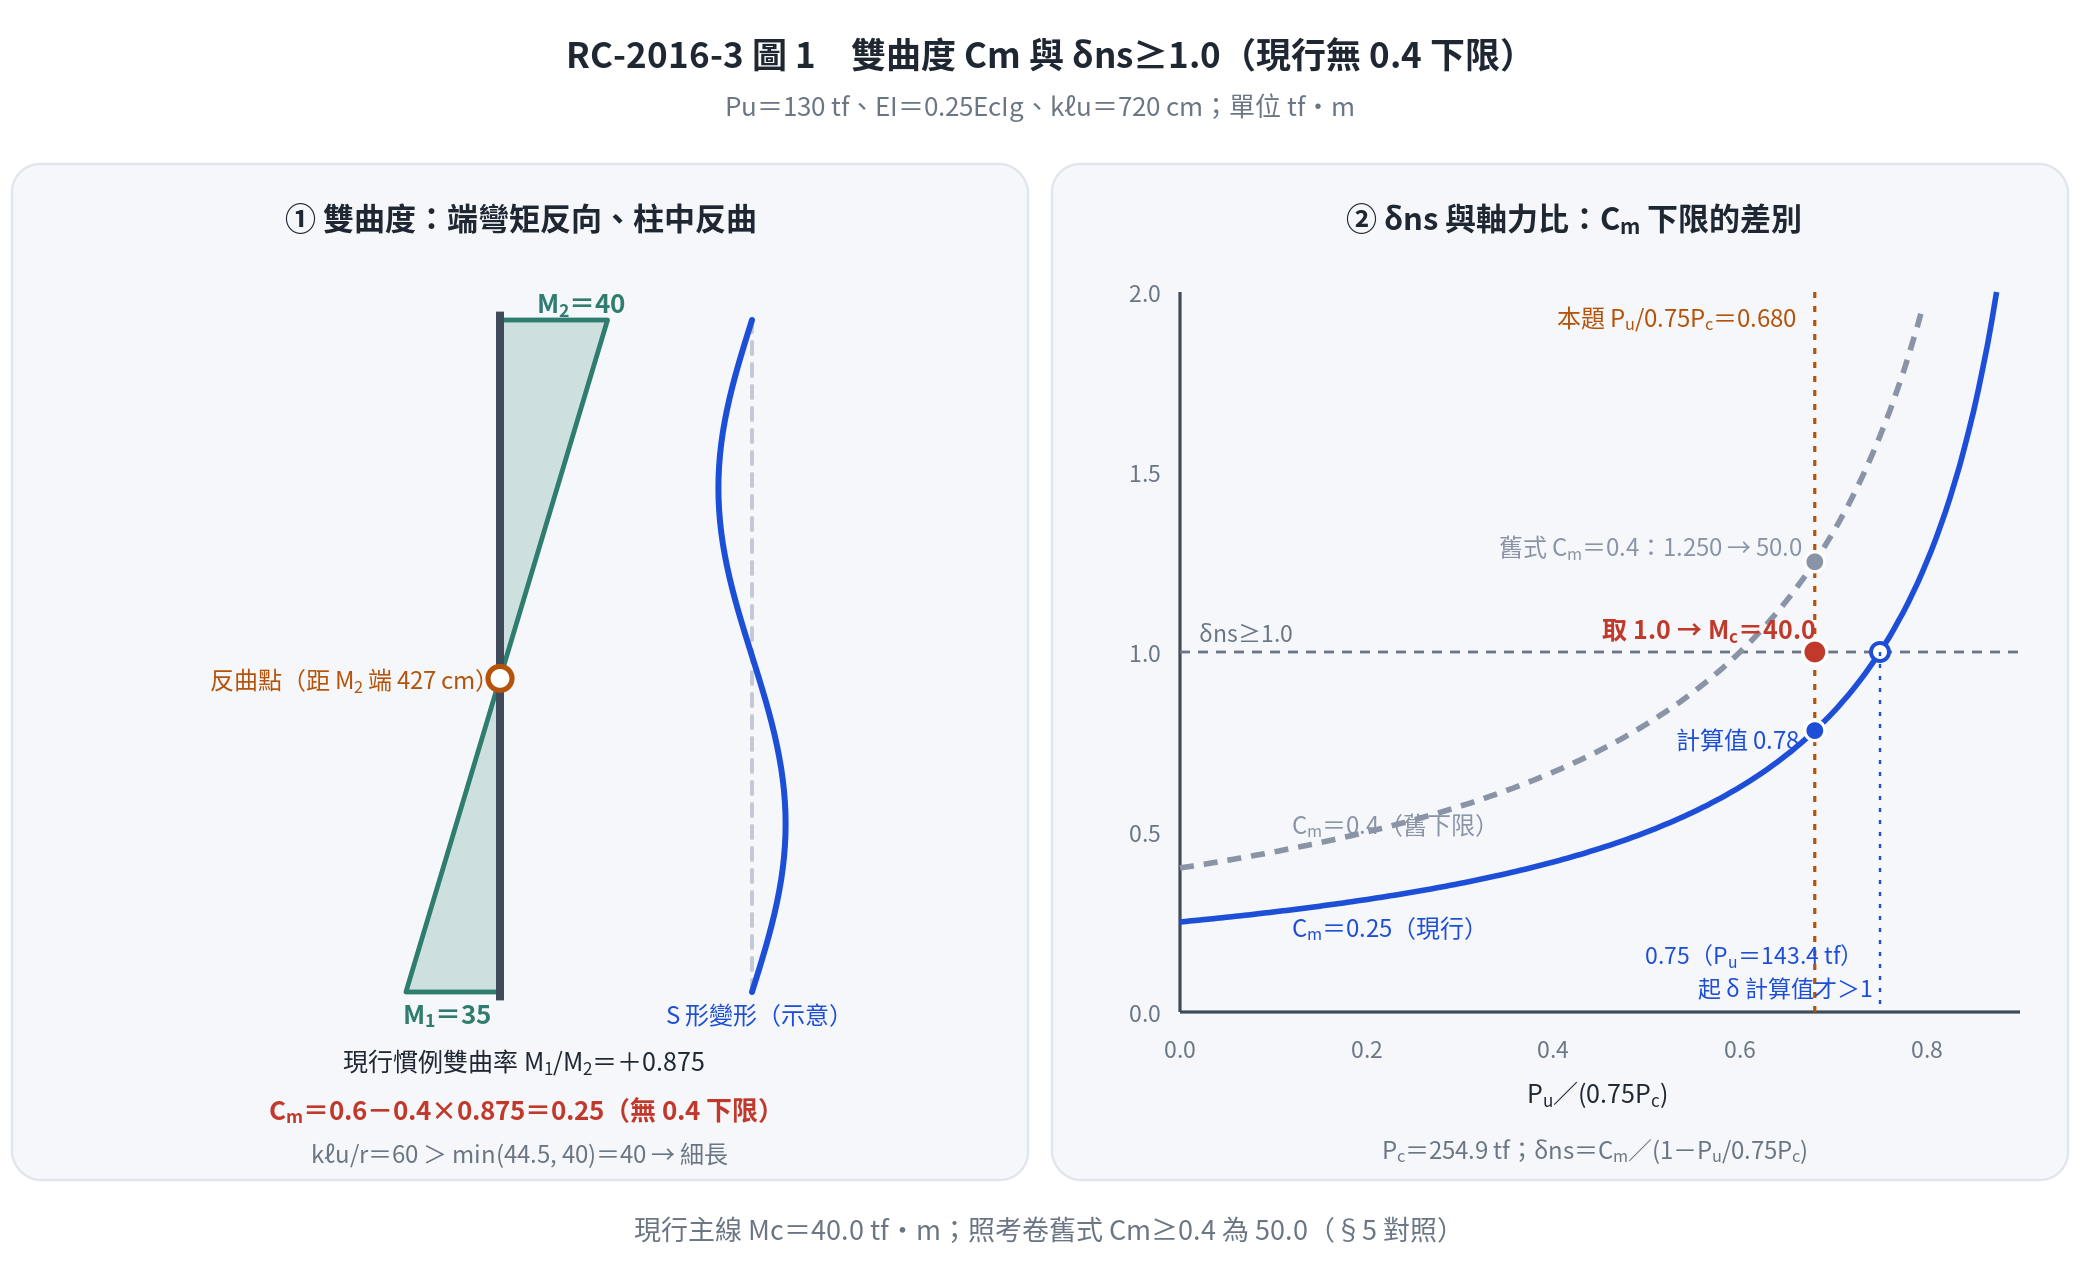 RC-2016-3 圖 1　雙曲度 Cm 與 δns≥1.0（現行無 0.4 下限）
Pu＝130 tf、EI＝0.25EcIg、kℓu＝720 cm；單位 tf・m
① 雙曲度：端彎矩反向、柱中反曲
M₂＝40
反曲點（距 M₂ 端 427 cm）
M₁＝35
S 形變形（示意）
現行慣例雙曲率 M₁/M₂＝＋0.875
Cₘ＝0.6－0.4×0.875＝0.25（無 0.4 下限）
kℓu/r＝60 ＞ min(44.5, 40)＝40 → 細長
② δns 與軸力比：Cₘ 下限的差別
2.0
本題 Pᵤ/0.75P꜀＝0.680
1.5
舊式 Cₘ＝0.4：1.250 → 50.0
取 1.0 → M꜀＝40.0
δns≥1.0
1.0
計算值 0.78
Cₘ＝0.4（舊下限）
0.5
Cₘ＝0.25（現行）
0.75（Pᵤ＝143.4 tf）
起 δ 計算值才＞1
0.0
0.0 0.2 0.4 0.6 0.8
Pᵤ／(0.75P꜀)
P꜀＝254.9 tf；δns＝Cₘ／(1－Pᵤ/0.75P꜀)
現行主線 Mc＝40.0 tf・m；照考卷舊式 Cm≥0.4 為 50.0（§5 對照）